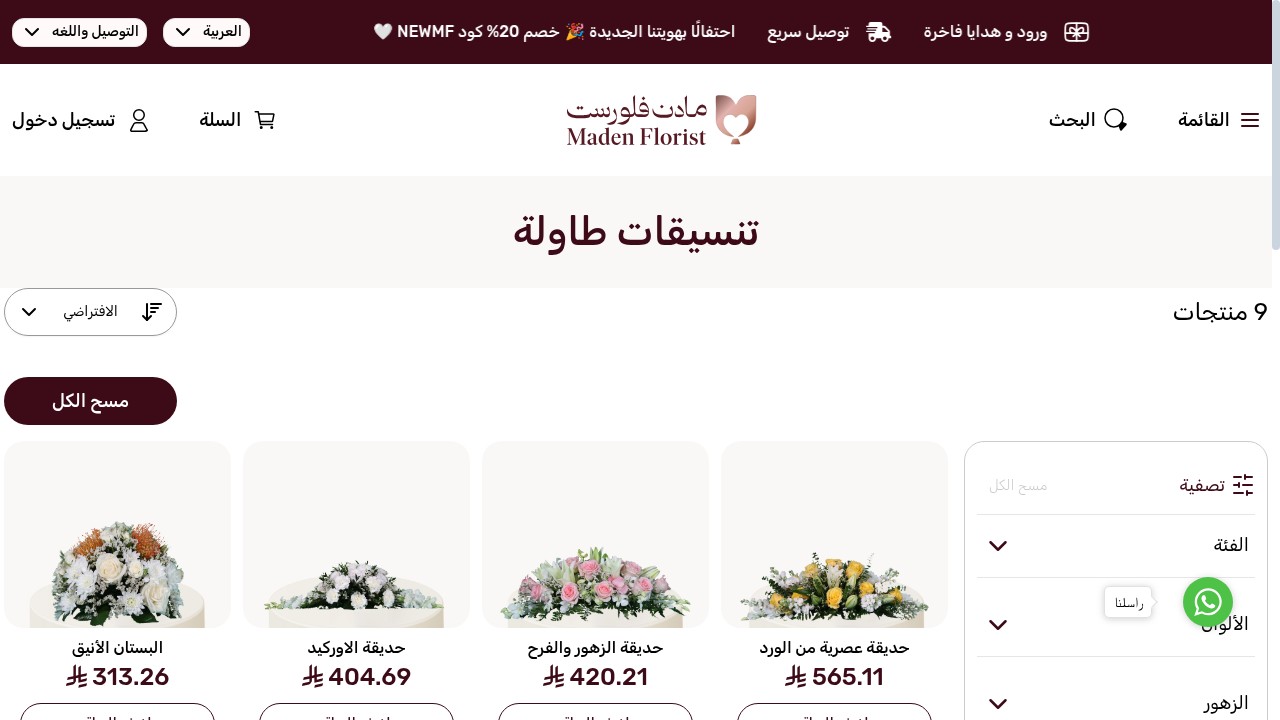 ورود و هدايا فاخرة
توصيل سريع
احتفالًا بهويتنا الجديدة 🎉 خصم 20% كود NEWMF 🤍
العربية
التوصيل واللغه
القائمة
البحث
مادن فلورست
Maden Florist
السلة
تسجيل دخول
تنسيقات طاولة
9 منتجات
الافتراضي
مسح الكل
تصفية
مسح الكل
الفئة
الألوان
راسلنا
الزهور
حديقة عصرية من الورد
565.11
حديقة الزهور والفرح
420.21
حديقة الاوركيد
404.69
البستان الأنيق
313.26